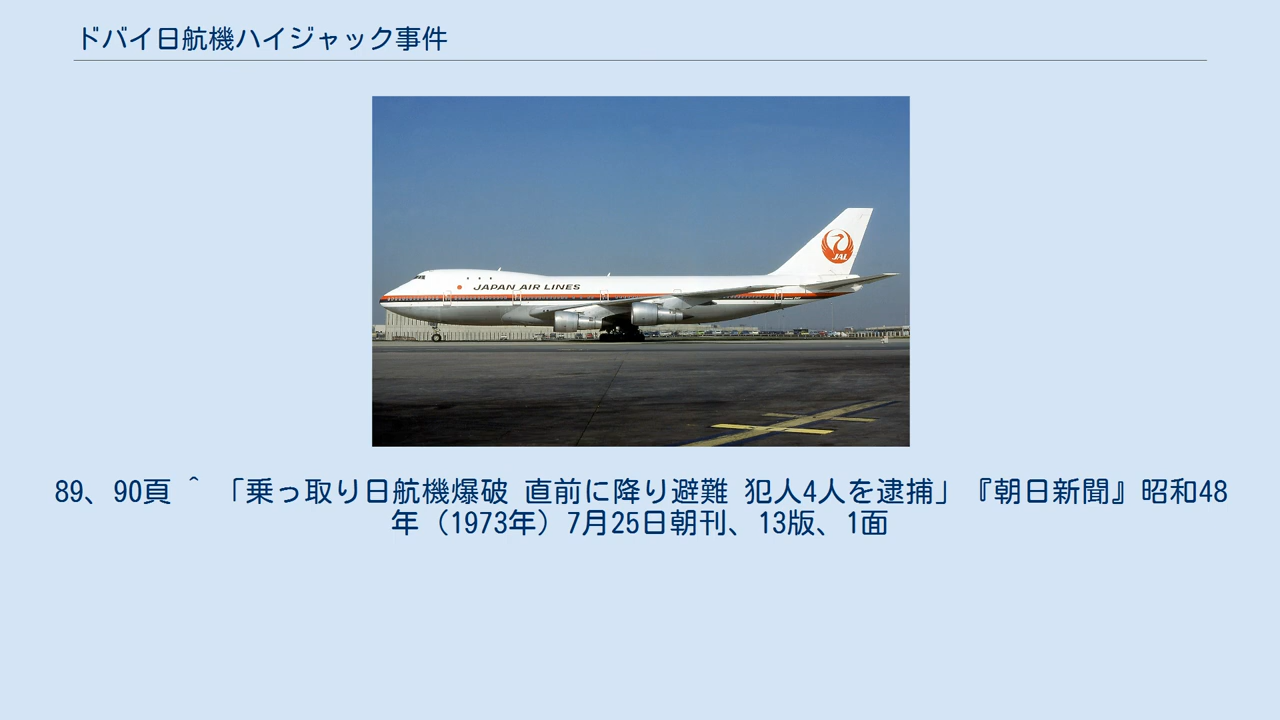 ドバイ日航機ハイジャック事件
JAPAN AIR LINES
JAL
89、90頁 ^ 「乗っ取り日航機爆破 直前に降り避難 犯人4人を逮捕」『朝日新聞』昭和48
年（1973年）7月25日朝刊、13版、1面